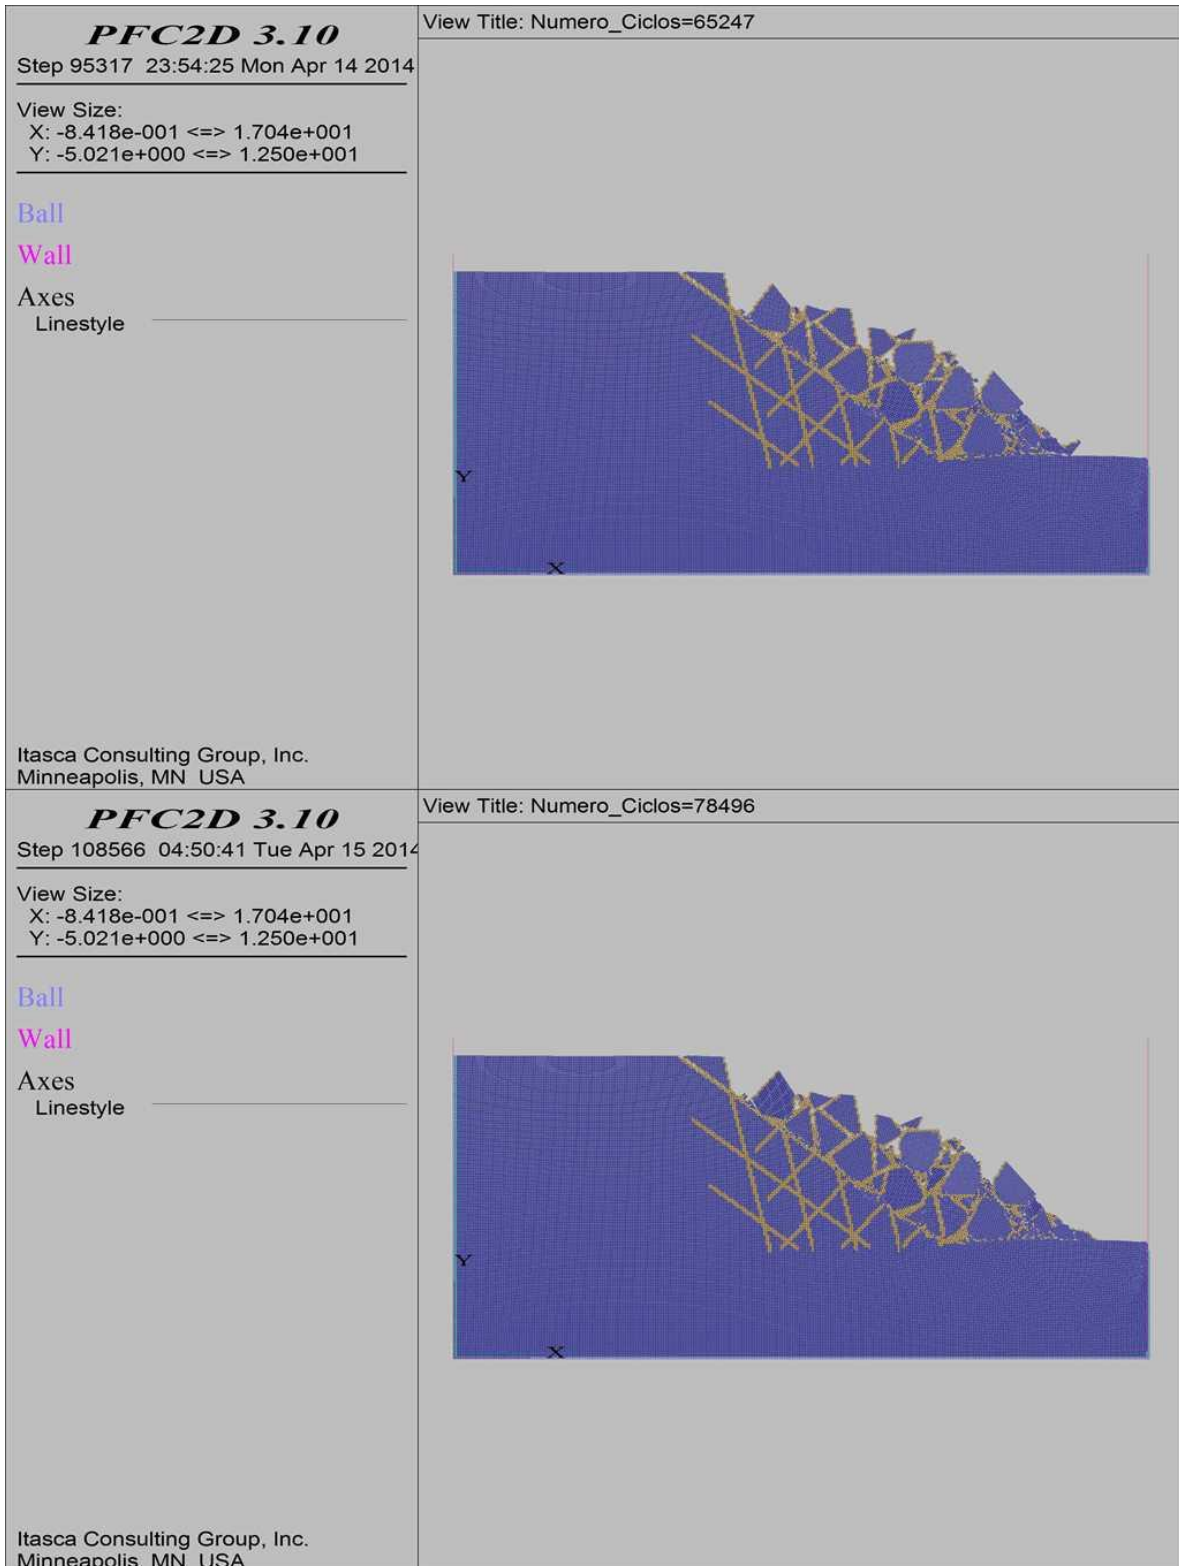 PFC2D 3.10
Step 95317  23:54:25 Mon Apr 14 2014
View Size:
X: -8.418e-001 <=> 1.704e+001
Y: -5.021e+000 <=> 1.250e+001
Ball
Wall
Axes
Linestyle
Itasca Consulting Group, Inc.
Minneapolis, MN  USA
View Title: Numero_Ciclos=65247
Y
X
PFC2D 3.10
Step 108566  04:50:41 Tue Apr 15 2014
View Size:
X: -8.418e-001 <=> 1.704e+001
Y: -5.021e+000 <=> 1.250e+001
Ball
Wall
Axes
Linestyle
Itasca Consulting Group, Inc.
Minneapolis, MN  USA
View Title: Numero_Ciclos=78496
Y
X